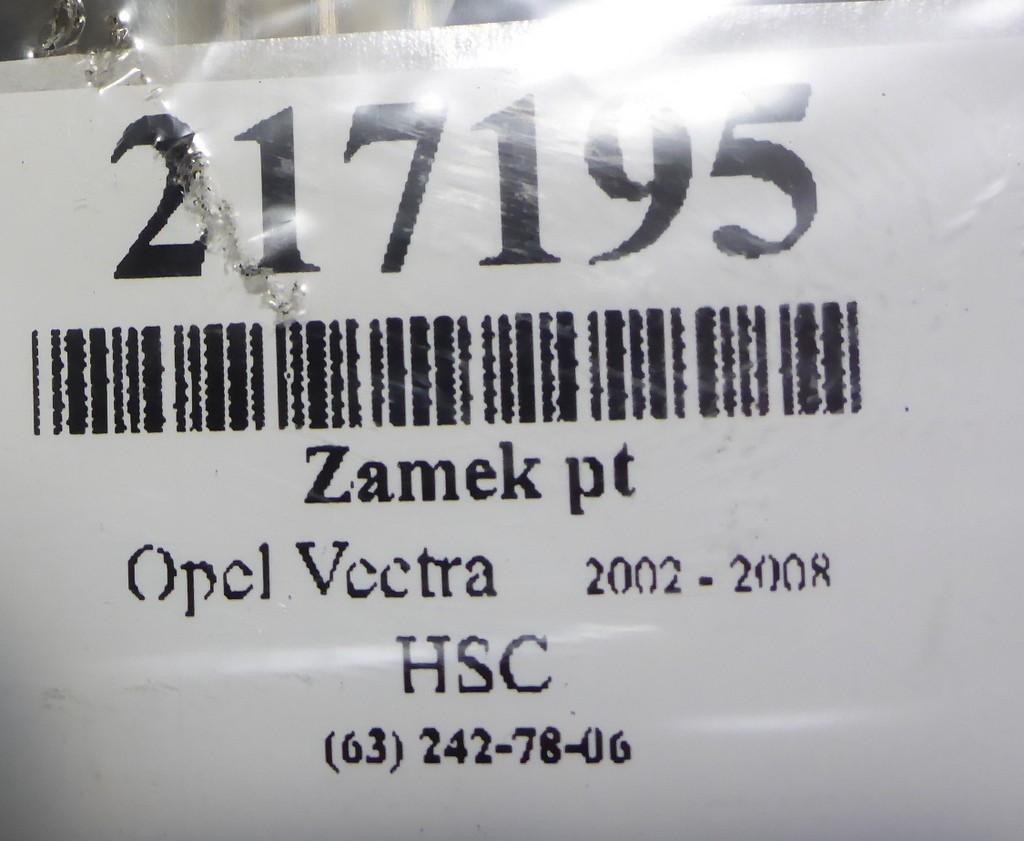 217195
Zamek pt
Opel Vectra 2002 - 2008
HSC
(63) 242-78-06